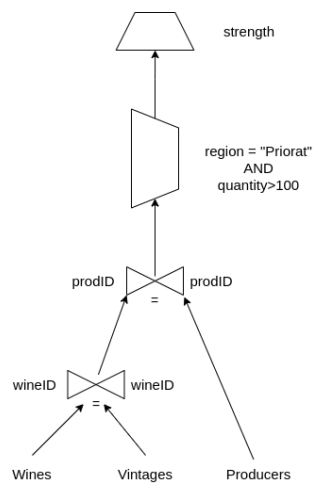 strength
region = "Priorat"
AND
quantity>100
prodID prodID
=
wineID wineID
=
Wines Vintages Producers